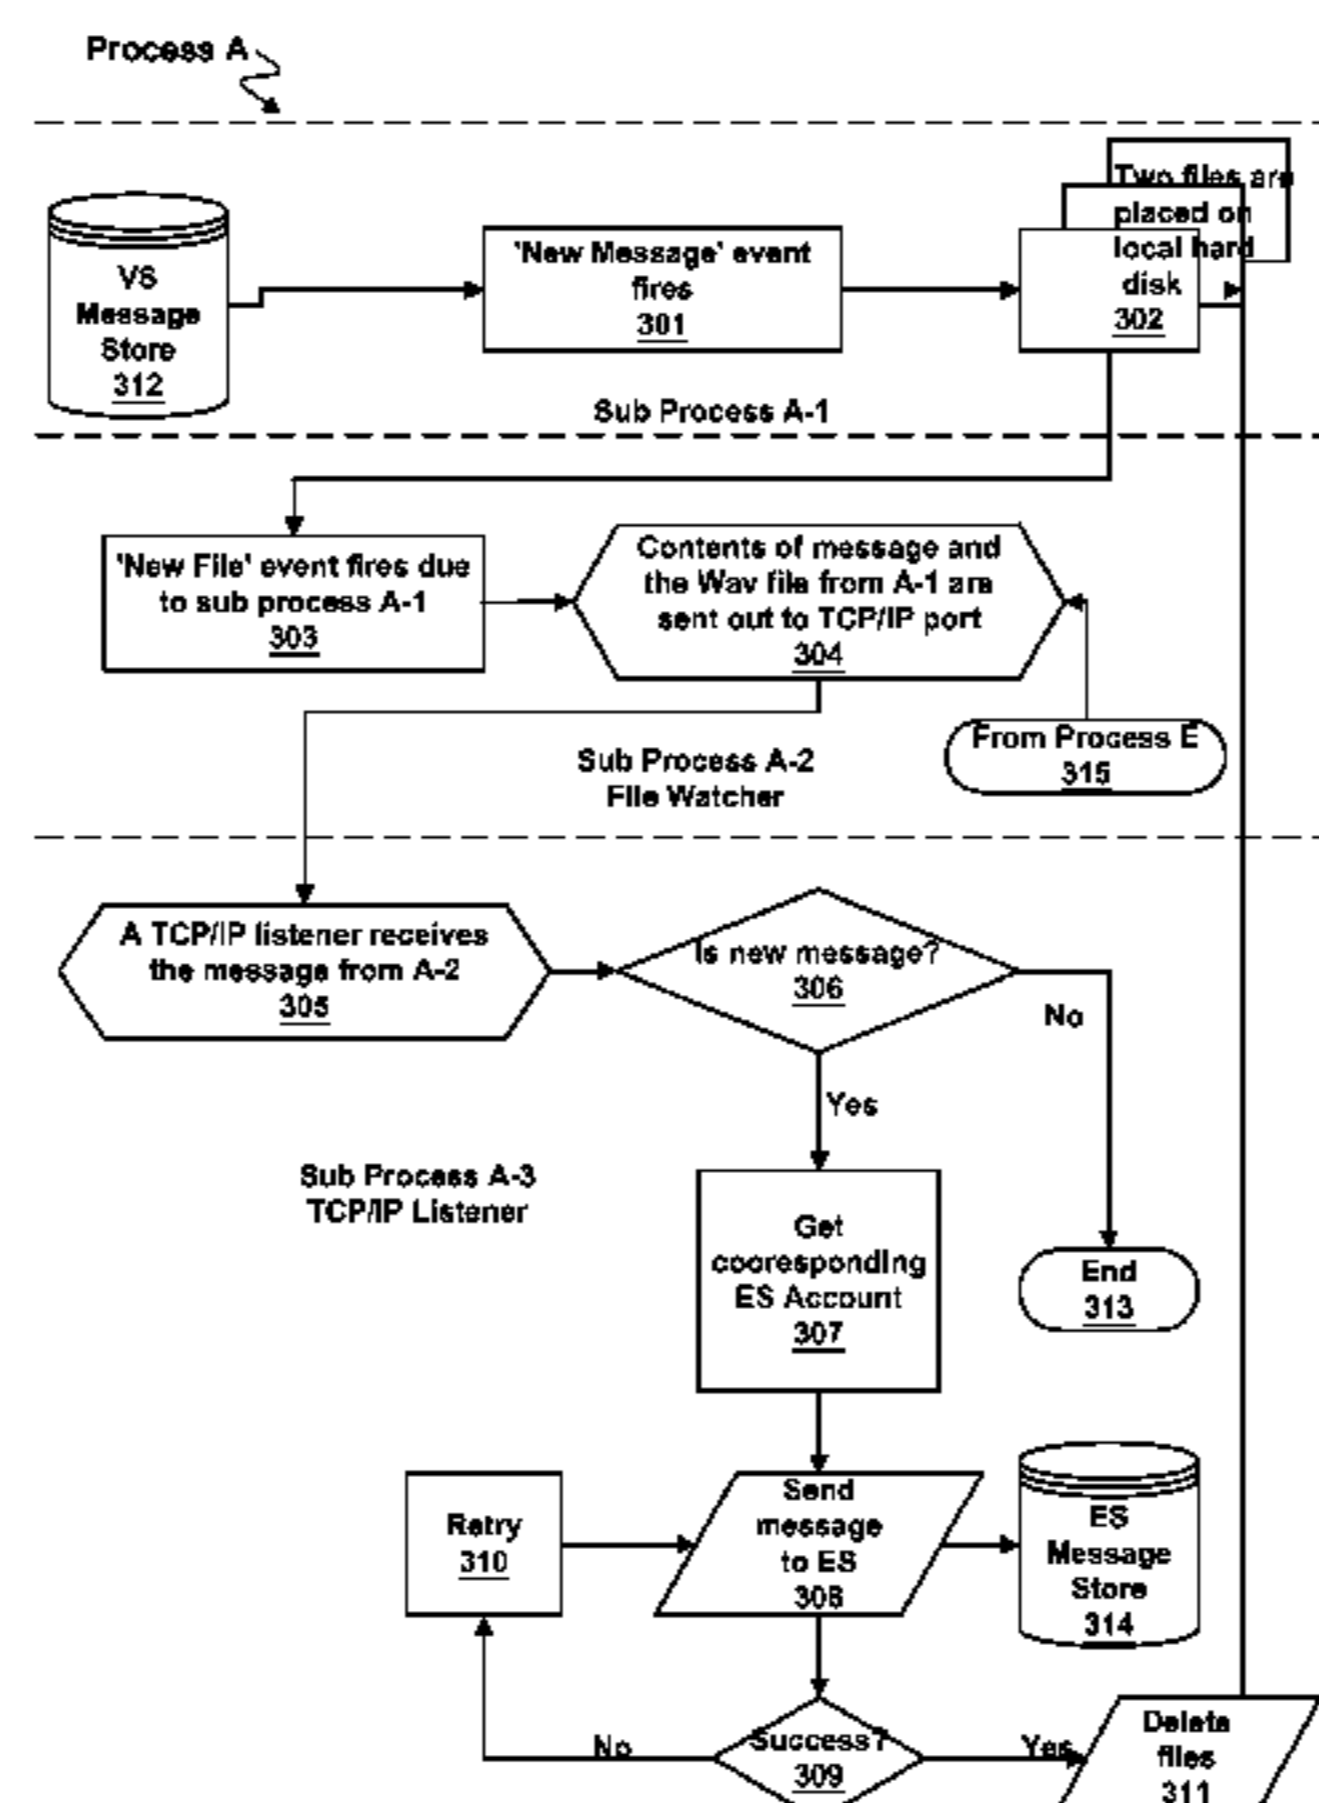 Process A
VS
Message
Store
312
'New Message' event
fires
301
Two files are
placed on
local hard
disk
302
Sub Process A-1
'New File' event fires due
to sub process A-1
303
Contents of message and
the Wav file from A-1 are
sent out to TCP/IP port
304
From Process E
315
Sub Process A-2
File Watcher
A TCP/IP listener receives
the message from A-2
305
Is new message?
306
No
Yes
Sub Process A-3
TCP/IP Listener
Get
cooresponding
ES Account
307
End
313
Retry
310
Send
message
to ES
308
ES
Message
Store
314
No
Success?
309
Yes
Delete
files
311